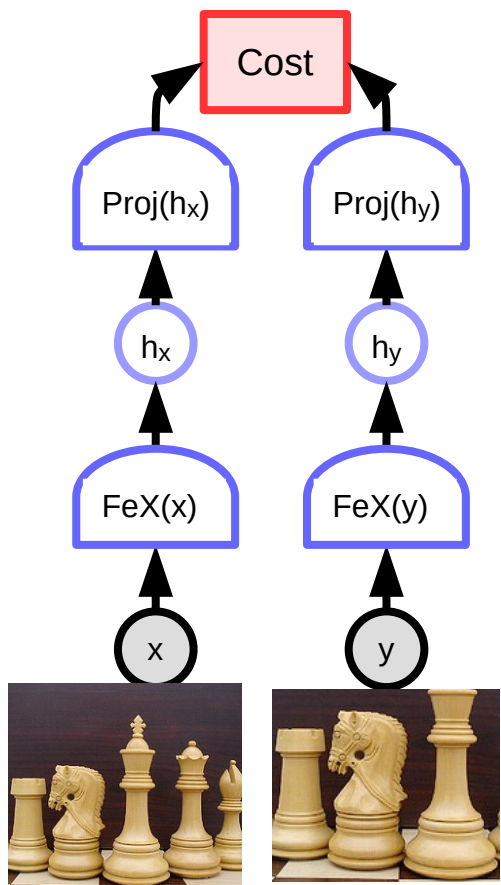 Cost
Proj(hx) Proj(hy)
hx hy
FeX(x) FeX(y)
x y